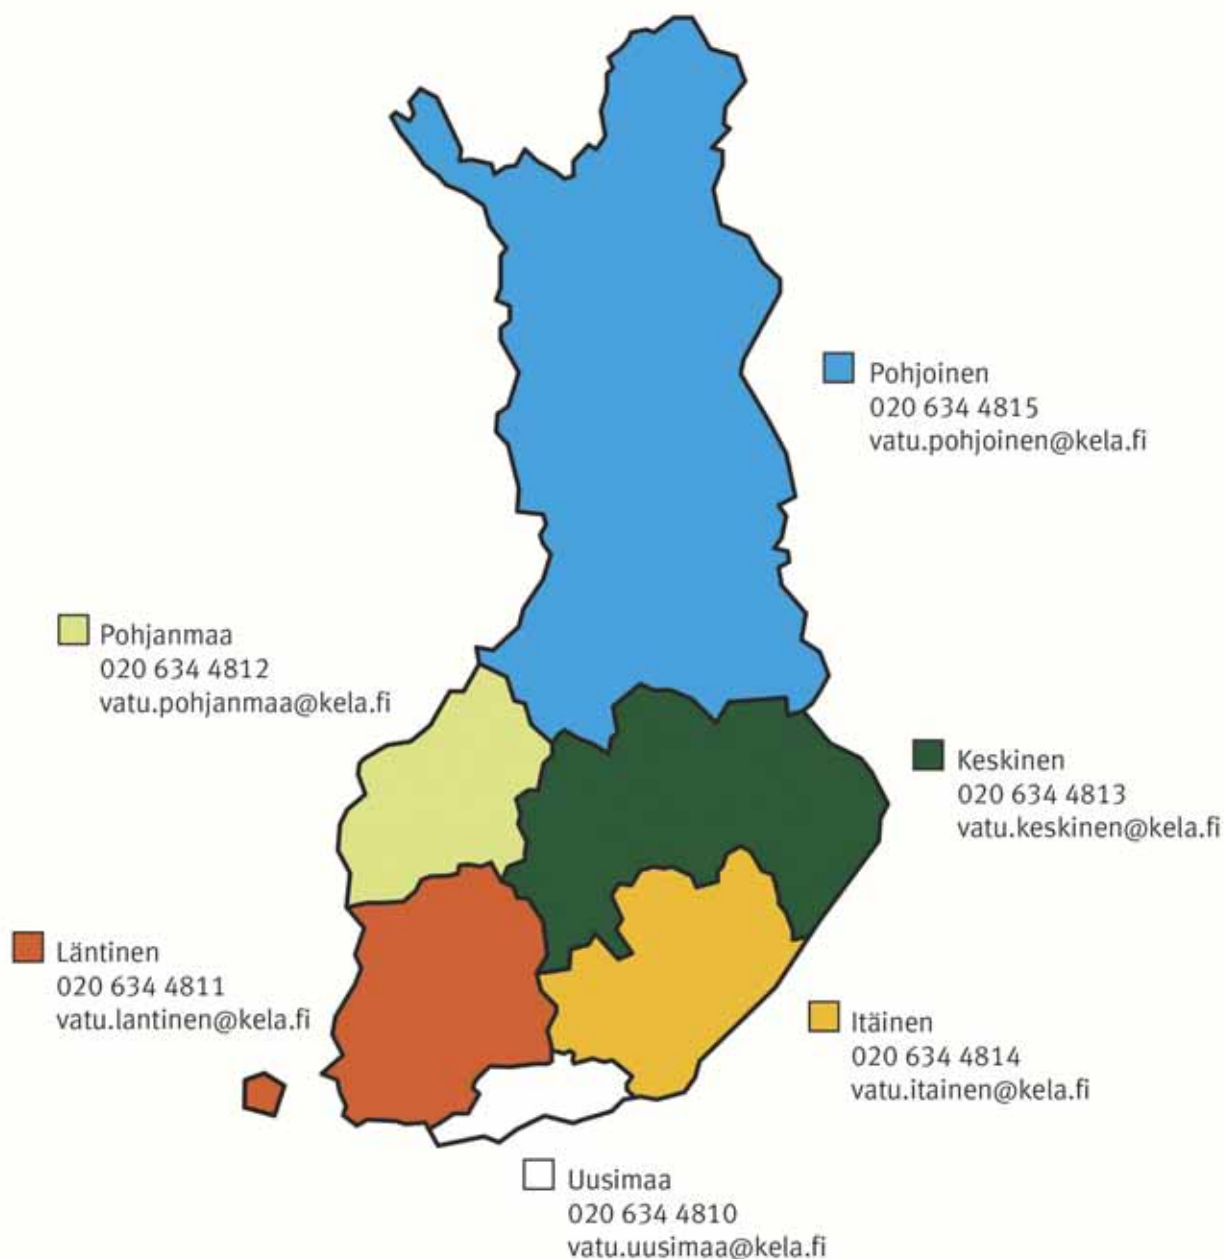 Pohjoinen
020 634 4815
vatu.pohjoinen@kela.fi
Pohjanmaa
020 634 4812
vatu.pohjanmaa@kela.fi
Keskinen
020 634 4813
vatu.keskinen@kela.fi
Läntinen
020 634 4811
vatu.lantinen@kela.fi
Itäinen
020 634 4814
vatu.itainen@kela.fi
Uusimaa
020 634 4810
vatu.uusimaa@kela.fi